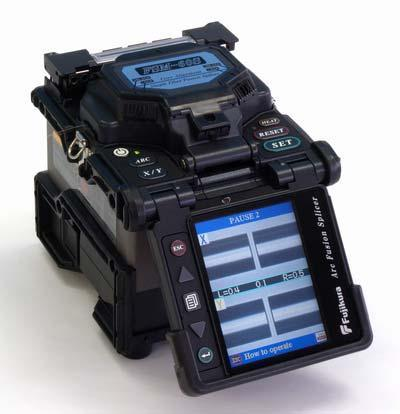 FSM-60S
HEAT
RESET
SET
ARC
X/Y
ESC
PAUSE 2
X
L=0.4 0.1 R=0.5
Y
How to operate
Fujikura
Arc Fusion Splicer